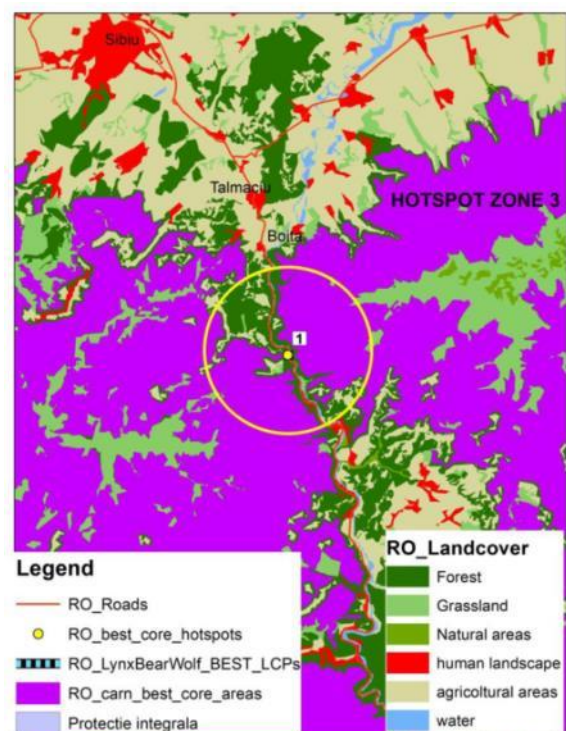 Sibiu
Talmaciu
HOTSPOT ZONE 3
Bojta
1
Legend
RO_Roads
RO_best_core_hotspots
RO_LynxBearWolf_BEST_LCPs
RO_carn_best_core_areas
Protectie integrala
RO_Landcover
Forest
Grassland
Natural areas
human landscape
agricoltural areas
water